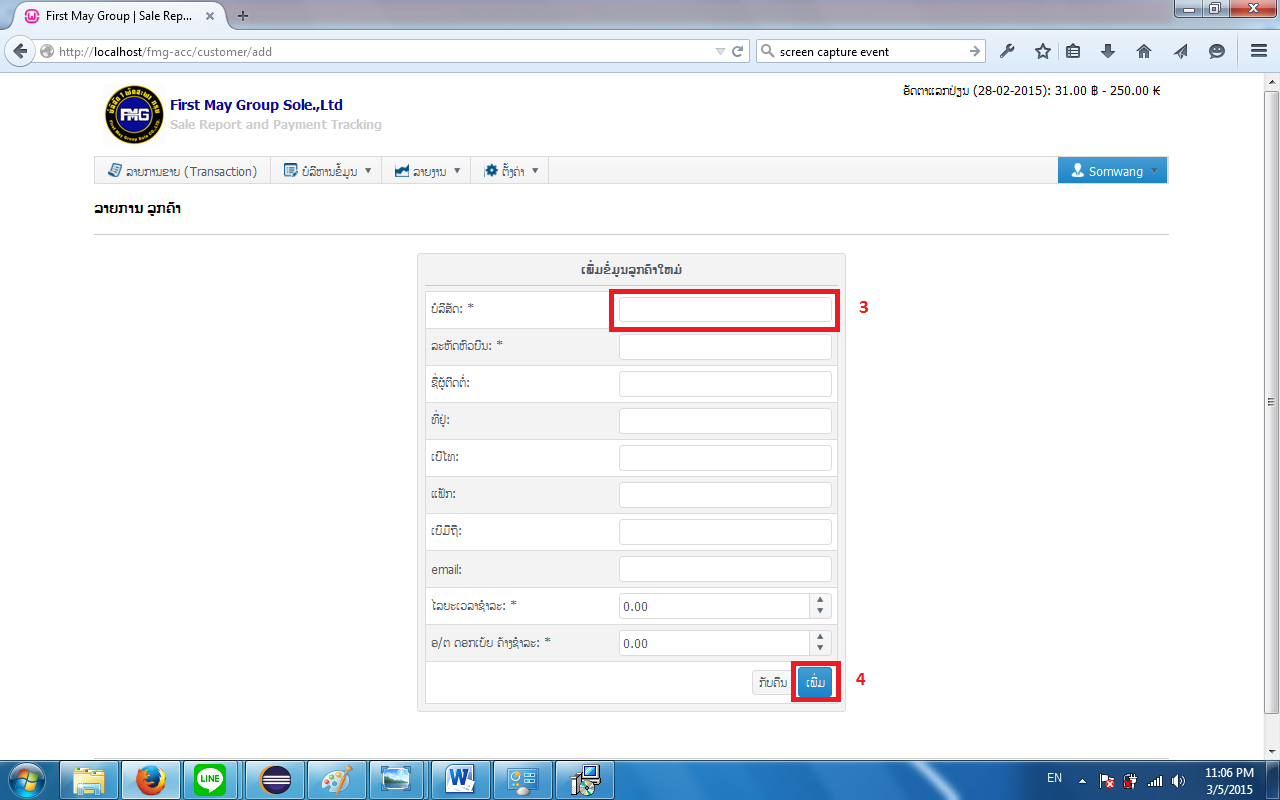 First May Group | Sale Rep...
http://localhost/fmg-acc/customer/add
screen capture event
First May Group Sole.,Ltd
Sale Report and Payment Tracking
ອັດຕາແລກປ່ຽນ (28-02-2015): 31.00 ฿ - 250.00 ₭
FMG
ລາຍການຂາຍ (Transaction) ບໍລິຫານຂໍ້ມູນ ລາຍງານ ຕັ້ງຄ່າ Somwang
ລາຍການ ລູກຄ້າ
ເພີ່ມຂໍ້ມູນລູກຄ້າໃຫມ່
ບໍລິສັດ: *
3
ລະຫັດຫົວບິນ: *
ຊື່ຜູ້ຕິດຕໍ່:
ທີ່ຢູ່:
ເບີໂທ:
ແຟັກ:
ເບີມືຖື:
email:
ໄລຍະເວລາຊຳລະ: * 0.00
ອ/ຕ ດອກເບ້ຍ ຄ້າງຊຳລະ: * 0.00
ກັບຄືນ ເພີ່ມ 4
LINE
EN
11:06 PM
3/5/2015